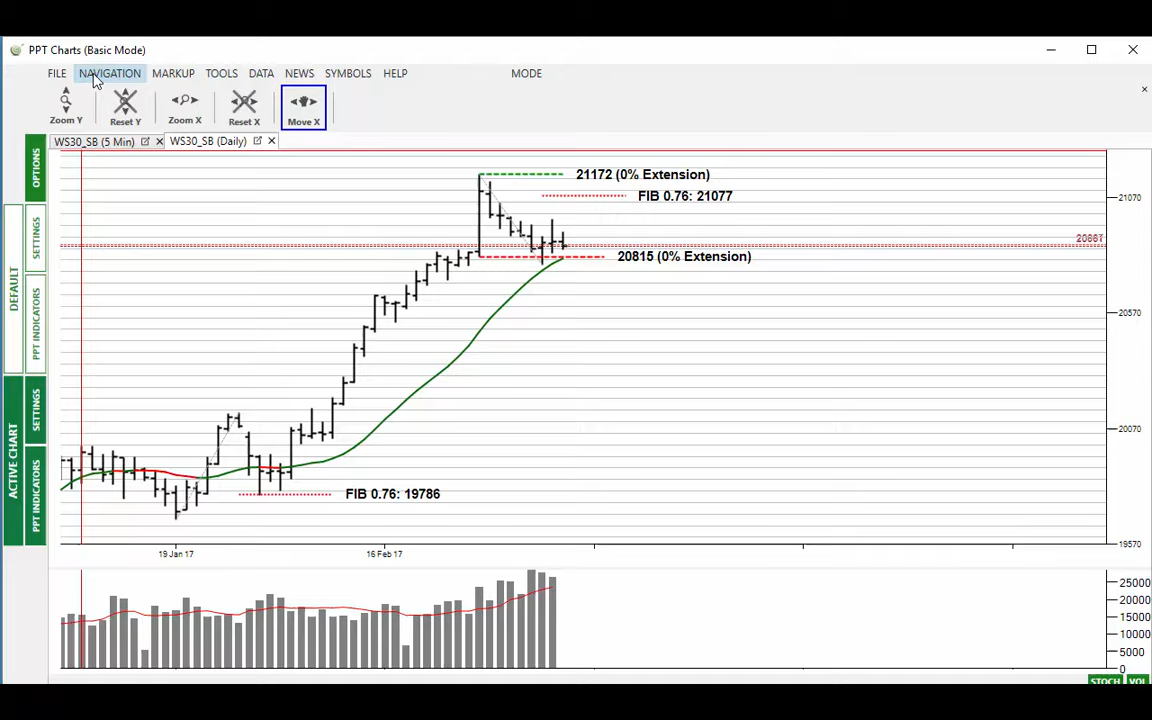 PPT Charts (Basic Mode)
FILE NAVIGATION MARKUP TOOLS DATA NEWS SYMBOLS HELP MODE
Zoom Y Reset Y Zoom X Reset X Move X
WS30_SB (5 Min) WS30_SB (Daily)
OPTIONS
DEFAULT
SETTINGS
PPT INDICATORS
ACTIVE CHART
SETTINGS
PPT INDICATORS
21172 (0% Extension)
FIB 0.76: 21077
21070
20815 (0% Extension)
20570
20070
FIB 0.76: 19786
19570
19 Jan 17 16 Feb 17
25000
20000
15000
10000
5000
0
STOCH VOL